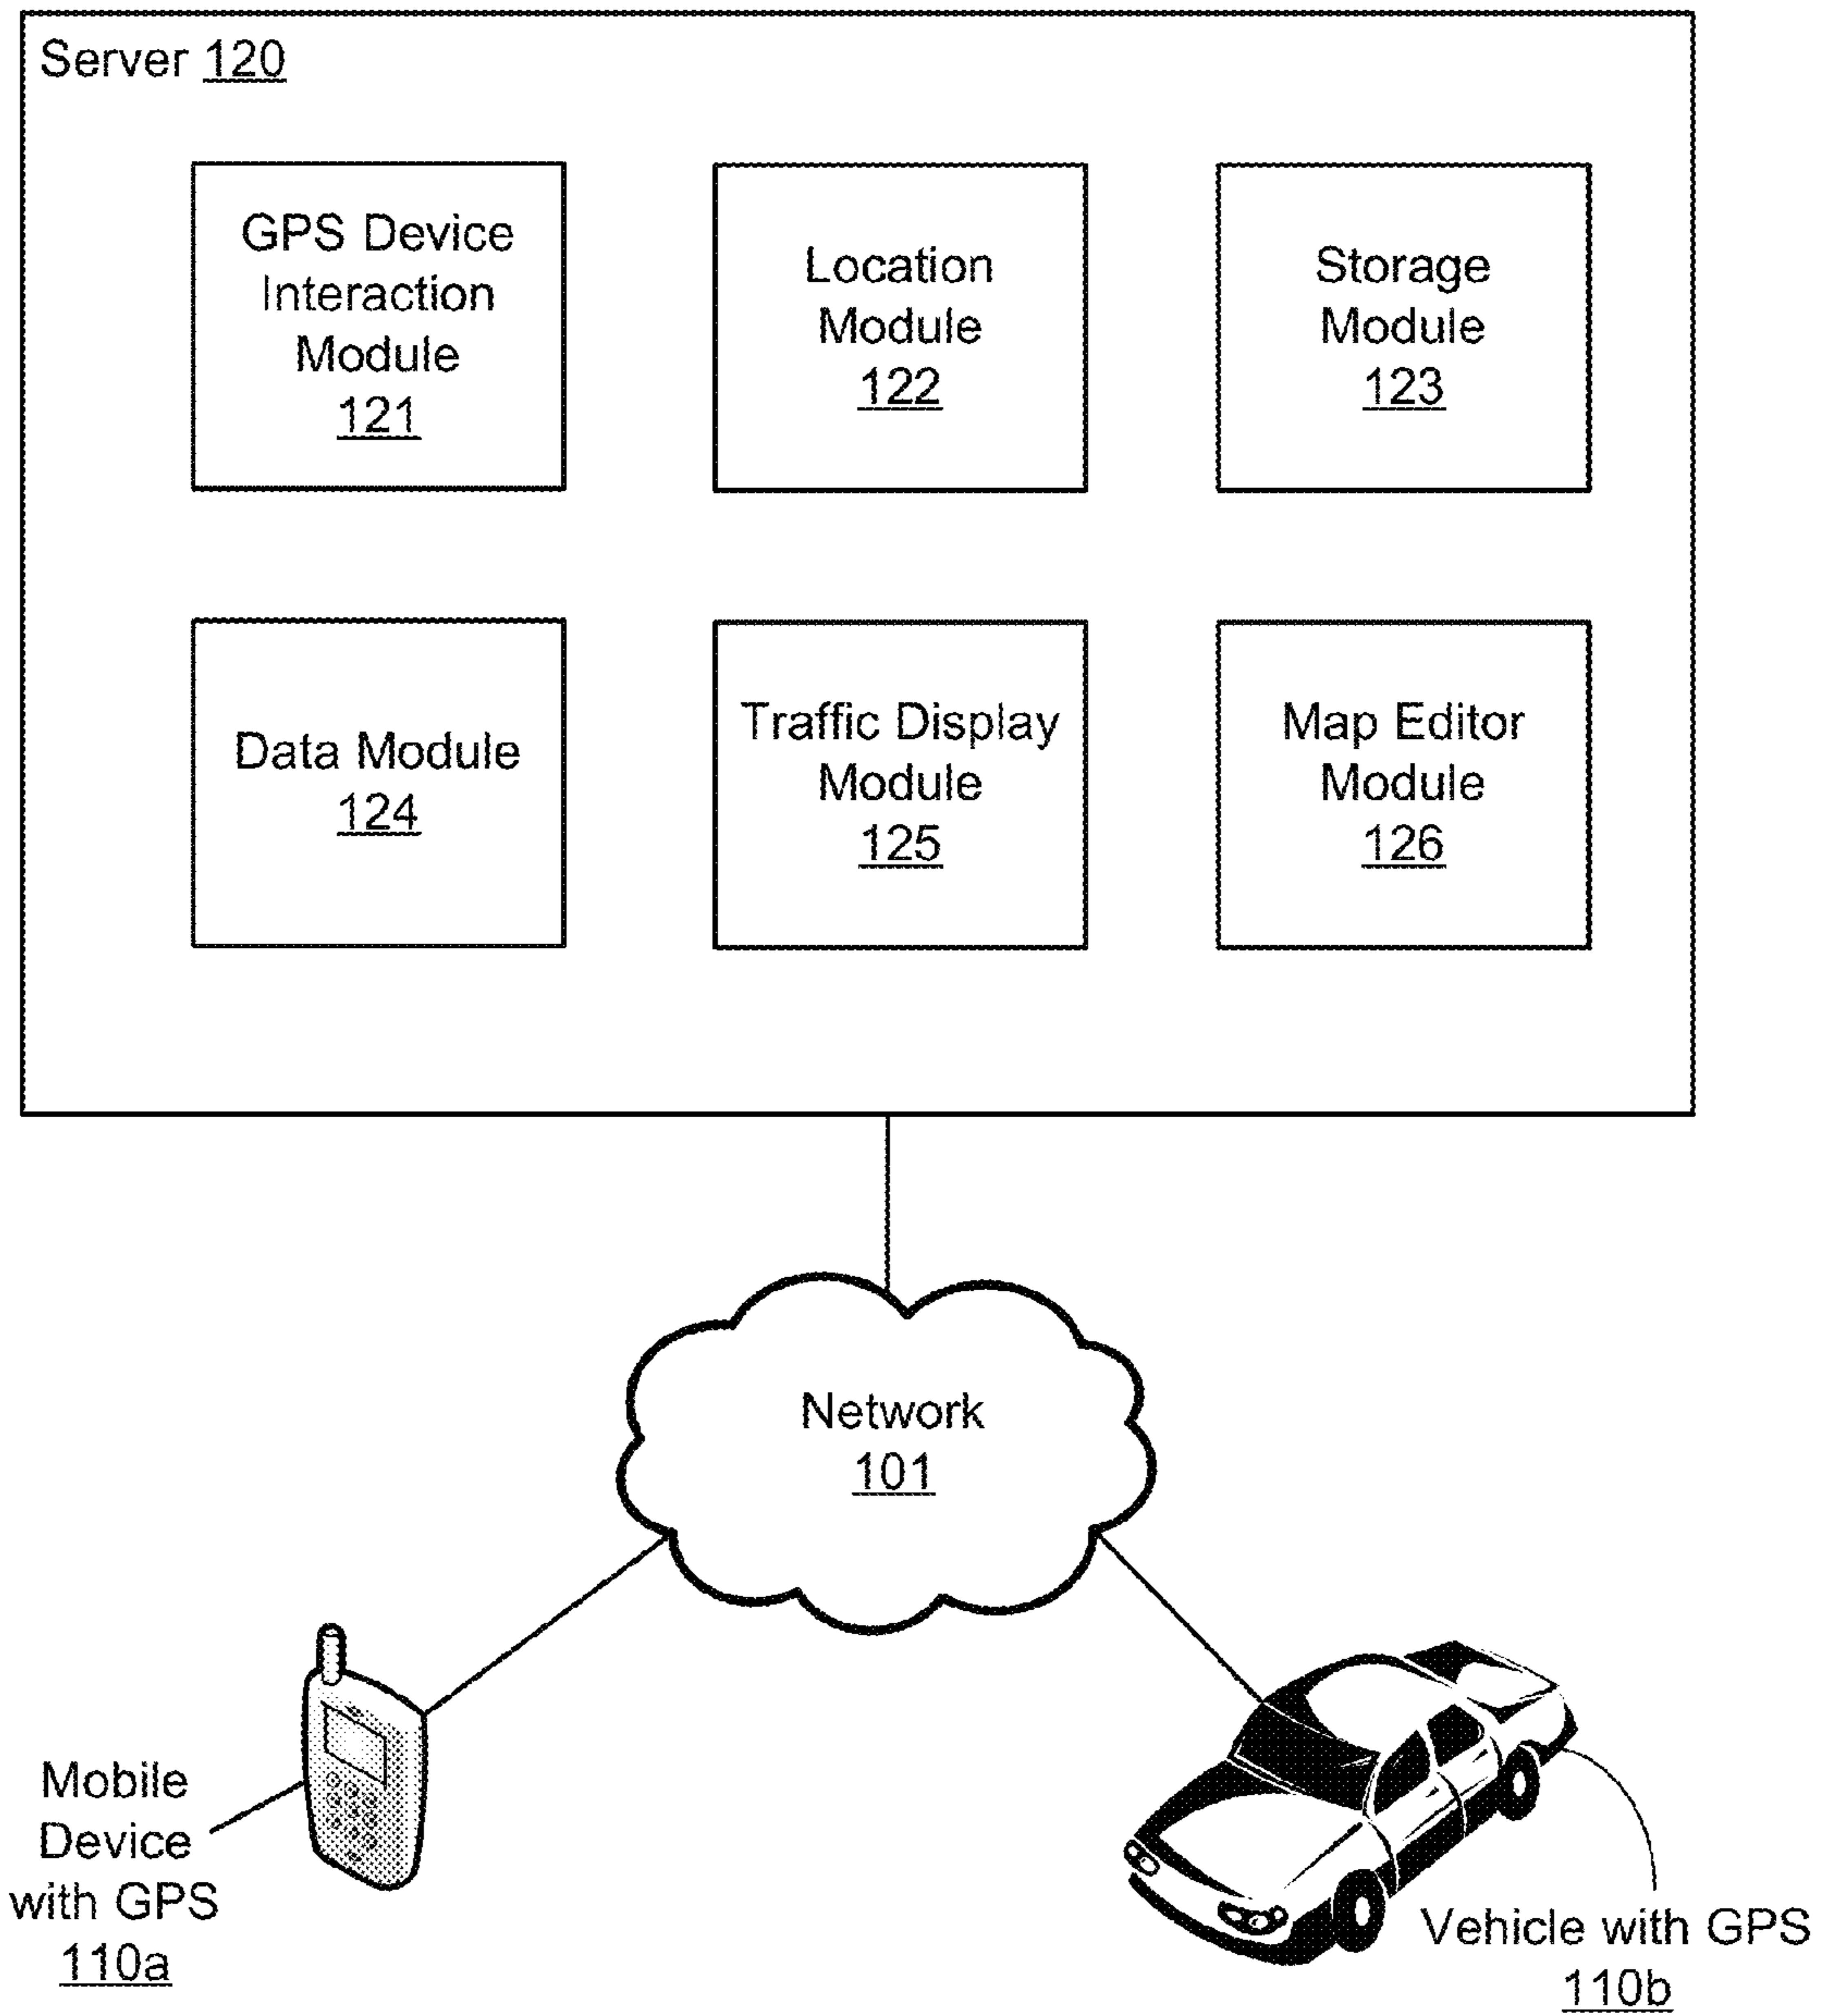 Server 120
GPS Device
Interaction
Module
121
Location
Module
122
Storage
Module
123
Data Module
124
Traffic Display
Module
125
Map Editor
Module
126
Network
101
Mobile
Device
with GPS
110a
Vehicle with GPS
110b